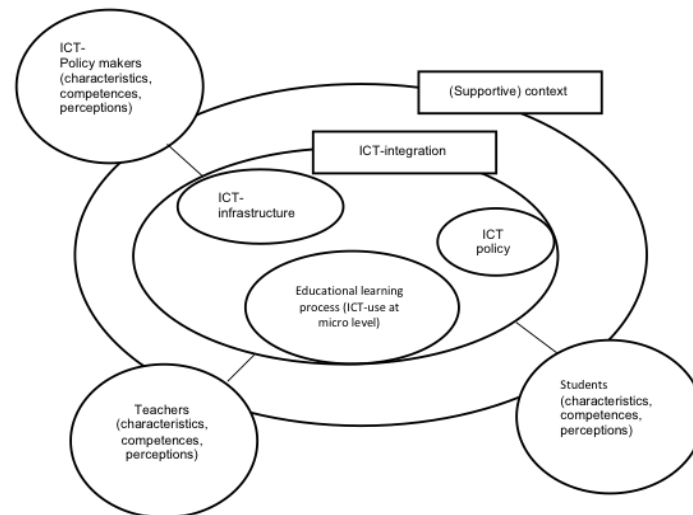 ICT-
Policy makers
(characteristics,
competences,
perceptions)
(Supportive) context
ICT-integration
ICT-
infrastructure
ICT
policy
Educational learning
process (ICT-use at
micro level)
Teachers
(characteristics,
competences,
perceptions)
Students
(characteristics,
competences,
perceptions)